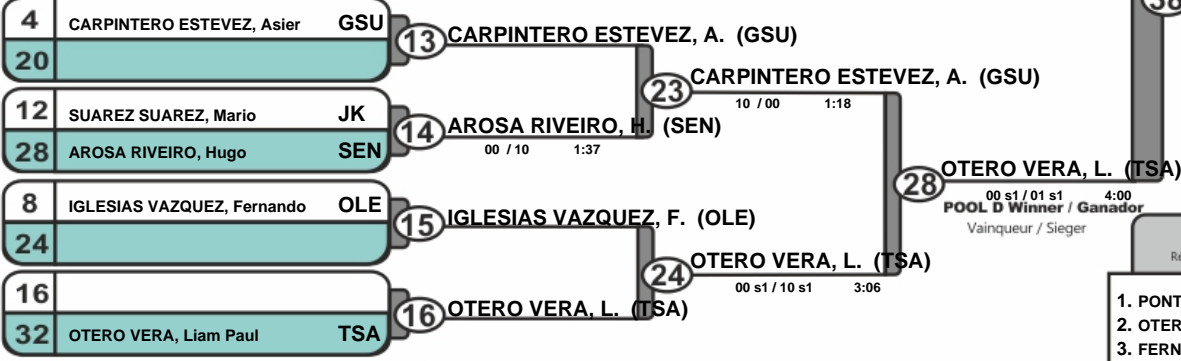 38
4 CARPINTERO ESTEVEZ, Asier GSU
20
13 CARPINTERO ESTEVEZ, A. (GSU)
12 SUAREZ SUAREZ, Mario JK
28 AROSA RIVEIRO, Hugo SEN
14 AROSA RIVEIRO, H. (SEN)
00 / 10 1:37
23 CARPINTERO ESTEVEZ, A. (GSU)
10 / 00 1:18
8 IGLESIAS VAZQUEZ, Fernando OLE
24
15 IGLESIAS VAZQUEZ, F. (OLE)
16
32 OTERO VERA, Liam Paul TSA
16 OTERO VERA, L. (TSA)
24 OTERO VERA, L. (TSA)
00 s1 / 10 s1 3:06
28 OTERO VERA, L. (TSA)
00 s1 / 01 s1 4:00
POOL D Winner / Ganador
Vainqueur / Sieger
1. PONT
2. OTER
3. FERN